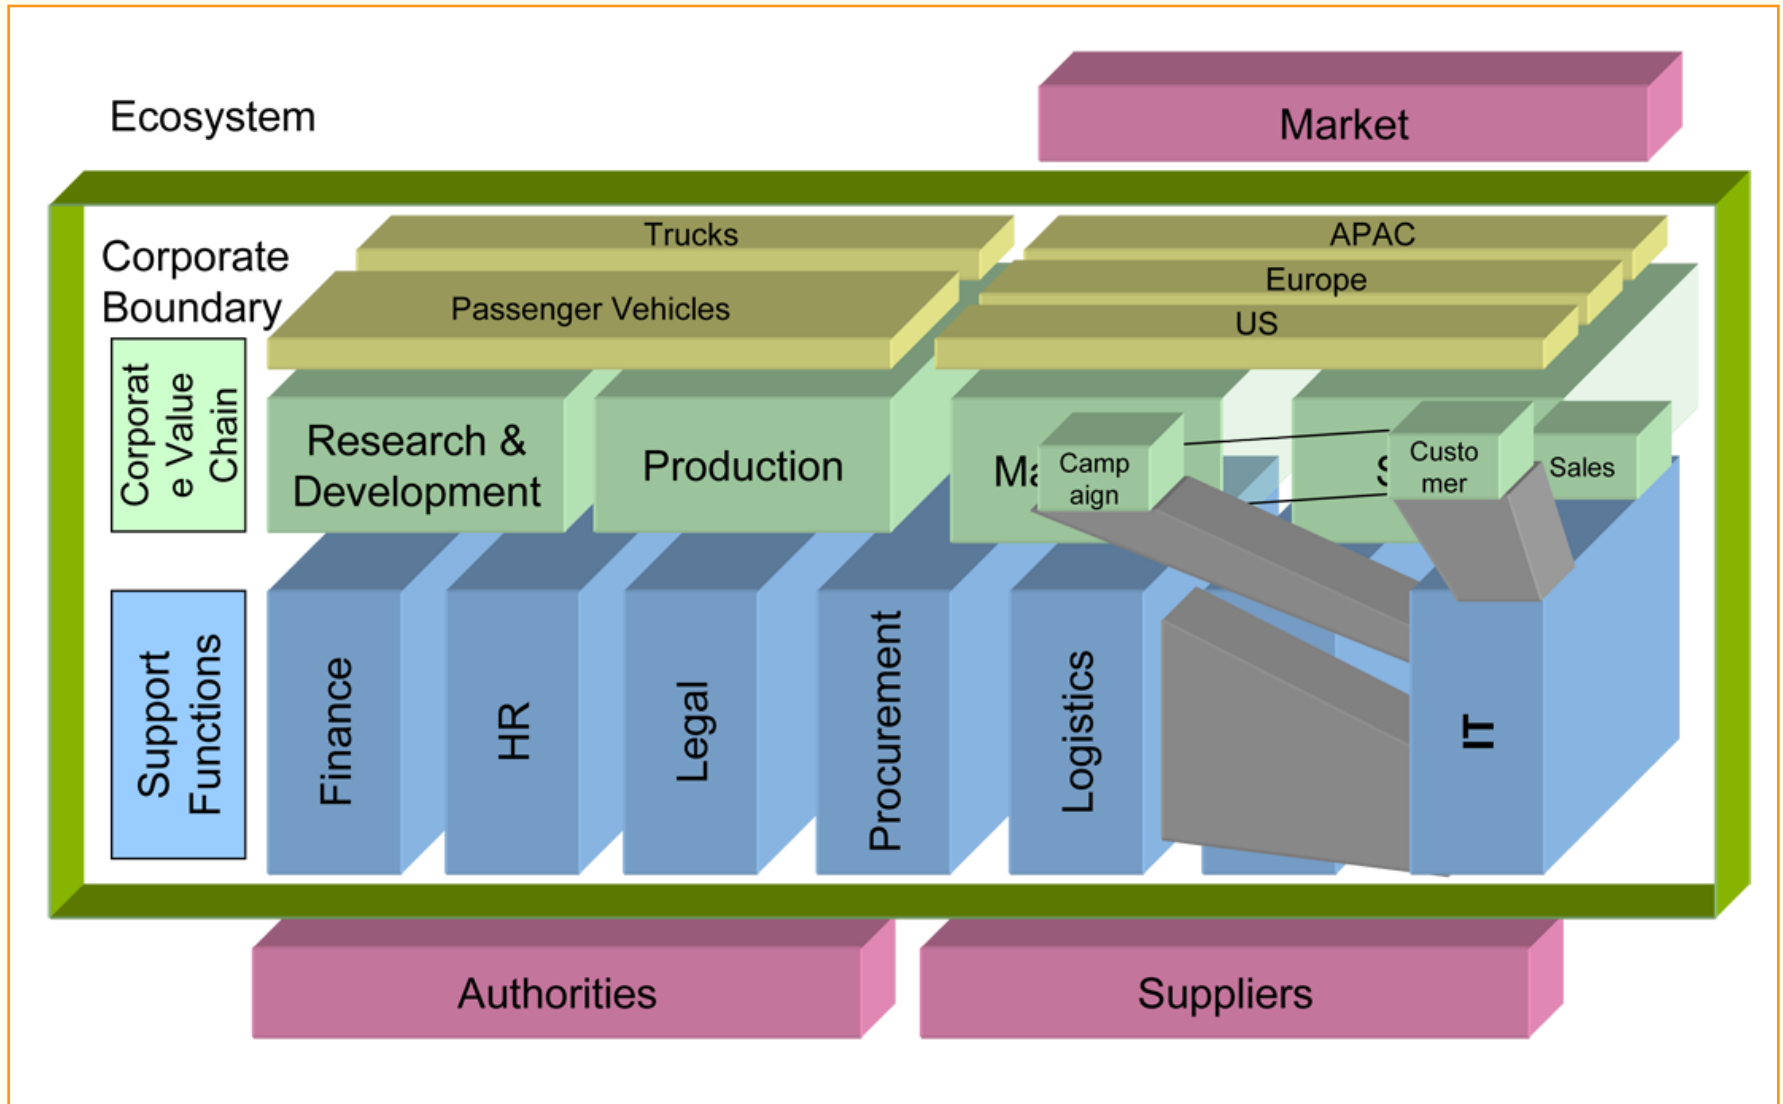 Ecosystem
Market
Corporate
Boundary
Trucks
APAC
Europe
Passenger Vehicles
US
Corporat
e Value
Chain
Research &
Development
Production
Camp
aign
Custo
mer
Sales
Support
Functions
Finance
HR
Legal
Procurement
Logistics
IT
Authorities
Suppliers